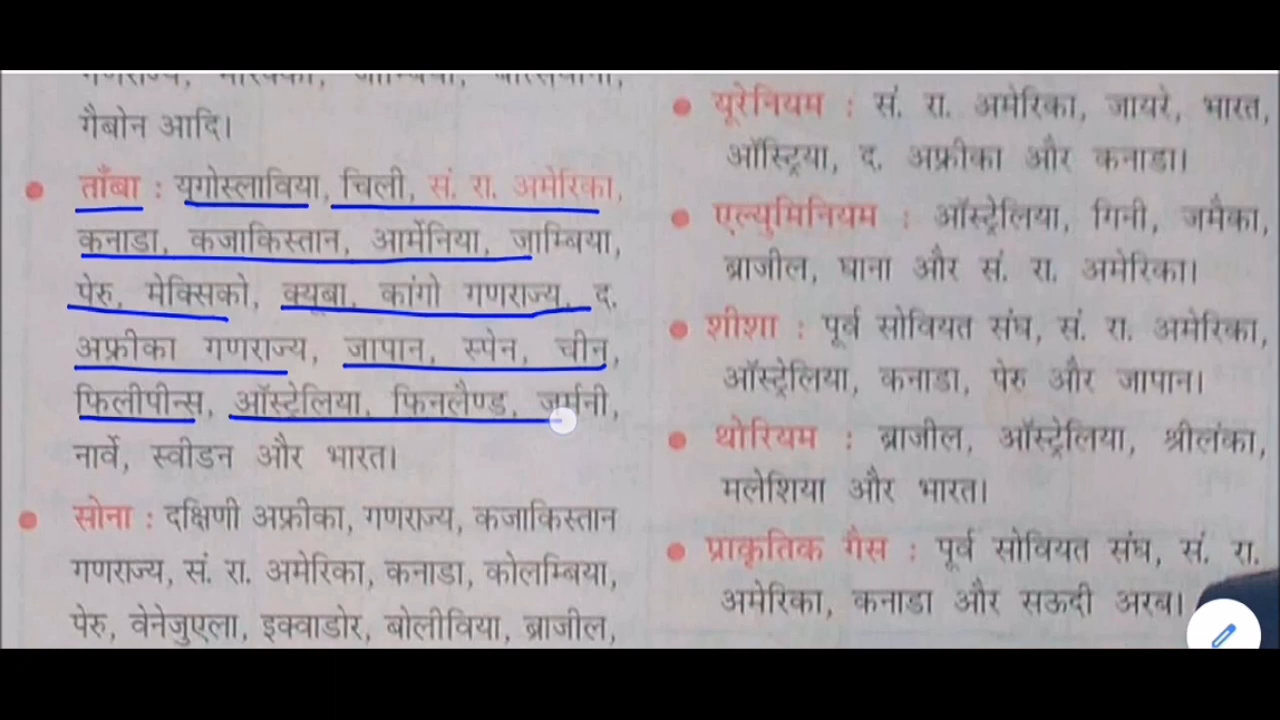 गैबोन आदि।
ताँबा : यूगोस्लाविया, चिली, सं. रा. अमेरिका,
कनाडा, कजाकिस्तान, आर्मेनिया, जाम्बिया,
पेरु, मेक्सिको, क्यूबा, कांगो गणराज्य, द.
अफ्रीका गणराज्य, जापान, स्पेन, चीन,
फिलीपीन्स, ऑस्ट्रेलिया, फिनलैण्ड, जर्मनी,
नार्वे, स्वीडन और भारत।
सोना : दक्षिणी अफ्रीका, गणराज्य, कजाकिस्तान
गणराज्य, सं. रा. अमेरिका, कनाडा, कोलम्बिया,
पेरु, वेनेजुएला, इक्वाडोर, बोलीविया, ब्राजील,
यूरेनियम : सं. रा. अमेरिका, जायरे, भारत,
ऑस्ट्रिया, द. अफ्रीका और कनाडा।
एल्युमिनियम : ऑस्ट्रेलिया, गिनी, जमैका,
ब्राजील, घाना और सं. रा. अमेरिका।
शीशा : पूर्व सोवियत संघ, सं. रा. अमेरिका,
ऑस्ट्रेलिया, कनाडा, पेरु और जापान।
थोरियम : ब्राजील, ऑस्ट्रेलिया, श्रीलंका,
मलेशिया और भारत।
प्राकृतिक गैस : पूर्व सोवियत संघ, सं. रा.
अमेरिका, कनाडा और सऊदी अरब।